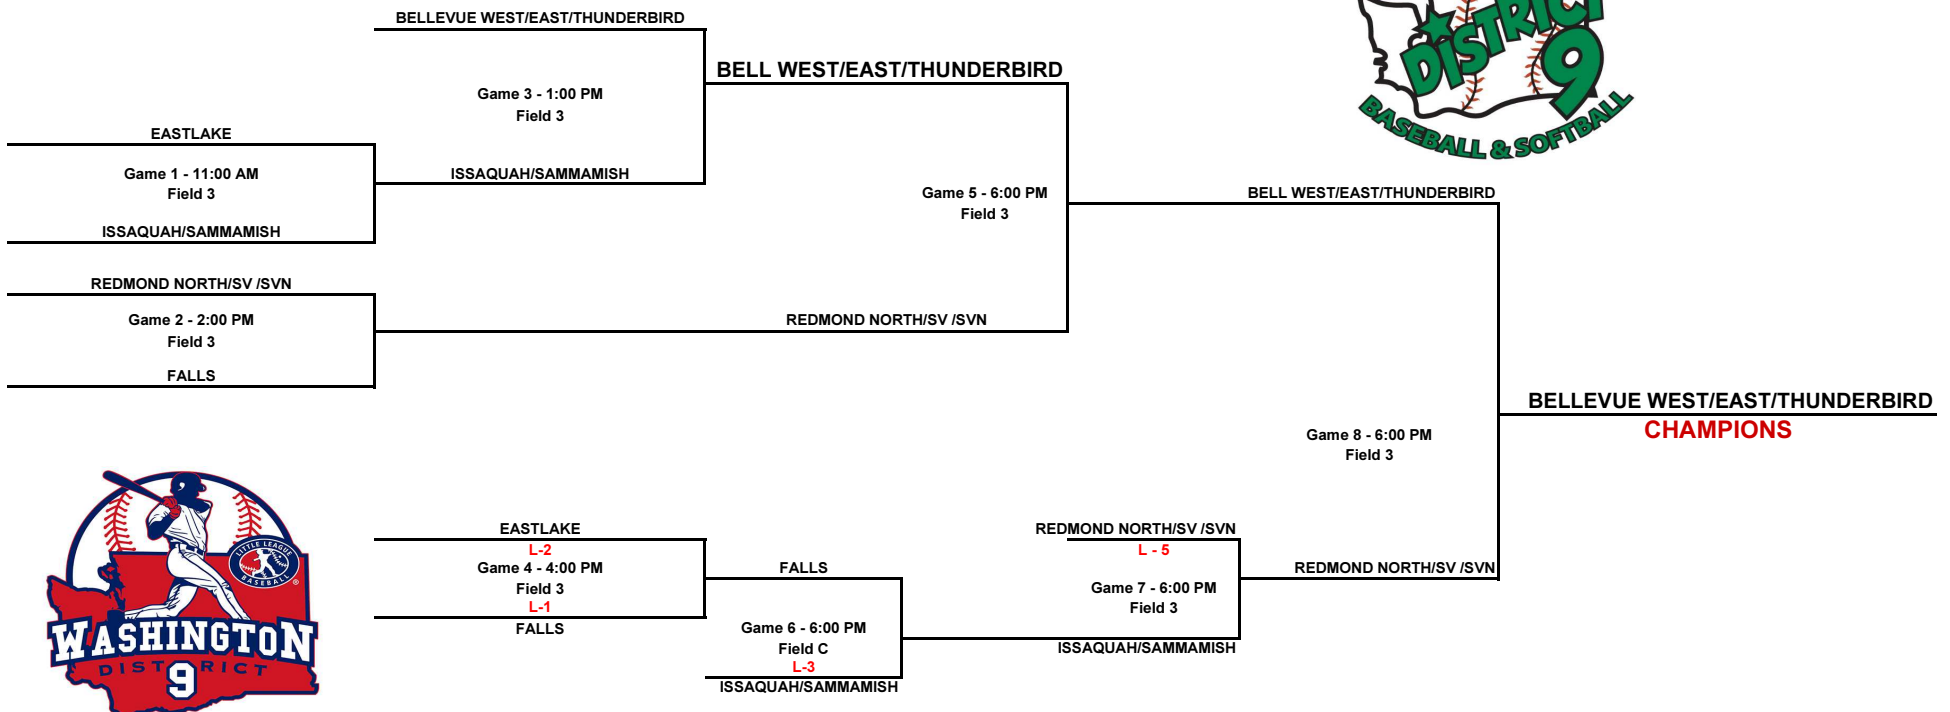 BELLEVUE WEST/EAST/THUNDERBIRD
BELL WEST/EAST/THUNDERBIRD
Game 3 - 1:00 PM
Field 3
DISTRICT
9
BASEBALL & SOFTBALL
EASTLAKE
Game 1 - 11:00 AM
Field 3
ISSAQUAH/SAMMAMISH
ISSAQUAH/SAMMAMISH
Game 5 - 6:00 PM
Field 3
BELL WEST/EAST/THUNDERBIRD
REDMOND NORTH/SV /SVN
Game 2 - 2:00 PM
Field 3
FALLS
REDMOND NORTH/SV /SVN
BELLEVUE WEST/EAST/THUNDERBIRD
CHAMPIONS
Game 8 - 6:00 PM
Field 3
EASTLAKE
L-2
Game 4 - 4:00 PM
Field 3
L-1
FALLS
FALLS
Game 6 - 6:00 PM
Field C
L-3
ISSAQUAH/SAMMAMISH
REDMOND NORTH/SV /SVN
L - 5
Game 7 - 6:00 PM
Field 3
ISSAQUAH/SAMMAMISH
REDMOND NORTH/SV /SVN
LITTLE LEAGUE
BASEBALL
®
WASHINGTON
DISTRICT
9